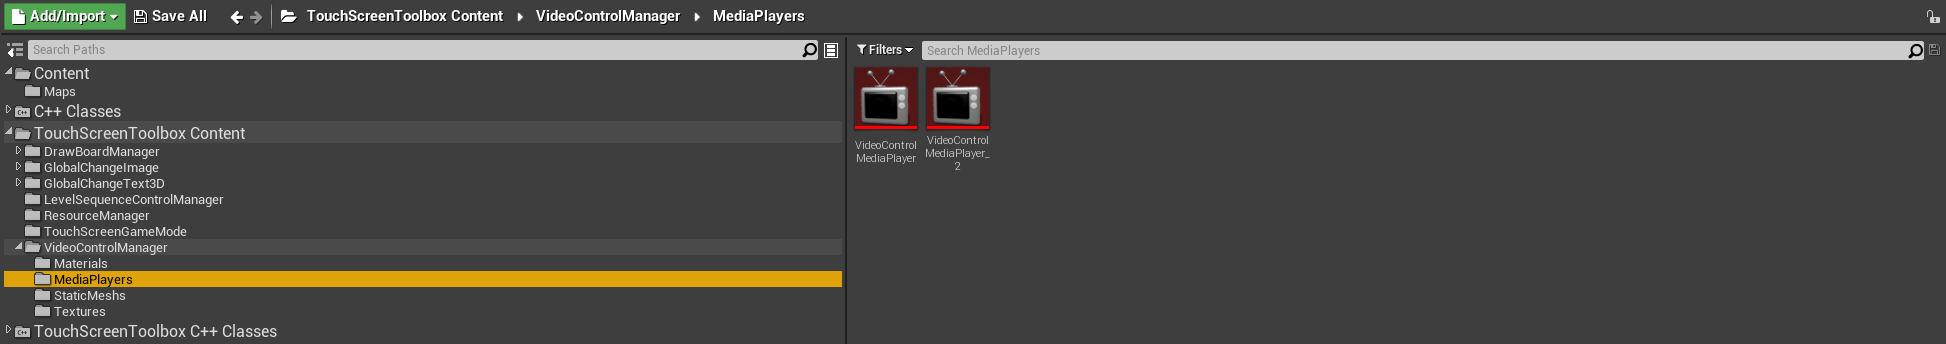 Add/Import Save All TouchScreenToolbox Content VideoControlManager MediaPlayers
Search Paths
Content
Maps
C++ Classes
TouchScreenToolbox Content
DrawBoardManager
GlobalChangeImage
GlobalChangeText3D
LevelSequenceControlManager
ResourceManager
TouchScreenGameMode
VideoControlManager
Materials
MediaPlayers
StaticMeshs
Textures
TouchScreenToolbox C++ Classes
Filters Search MediaPlayers
VideoControl
MediaPlayer
VideoControl
MediaPlayer_
2